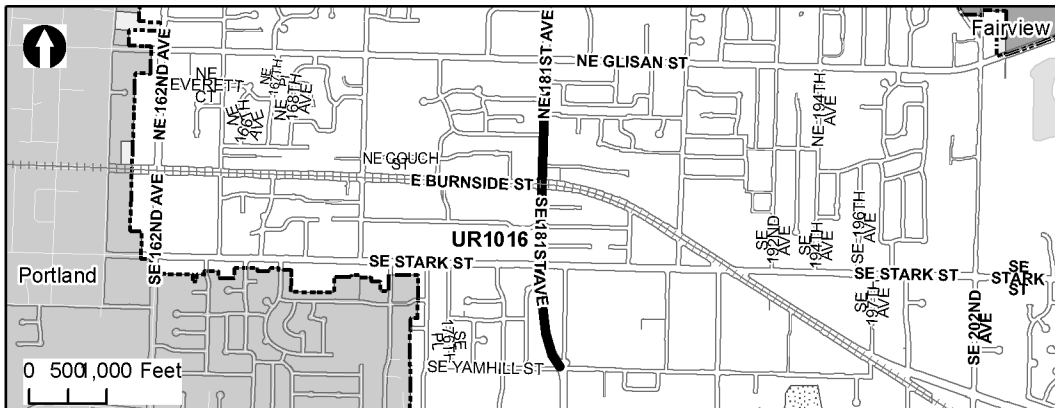 Fairview
NE GLISAN ST
NE 162ND AVE
NE 181ST AVE
NE
EVERETT
CT
NE
166TH
AVE
NE 167TH
PL
NE
168TH
AVE
NE 194TH
AVE
NE COUCH
ST
E BURNSIDE ST
SE 162ND AVE
SE 181ST AVE
UR1016
SE
192ND
AVE
SE
194TH
AVE
SE 196TH
AVE
Portland
SE STARK ST
SE STARK ST
SE
STARK
ST
SE
197TH
AVE
SE 202ND
AVE
SE
176TH
PL
SE YAMHILL ST
0 500 1,000 Feet